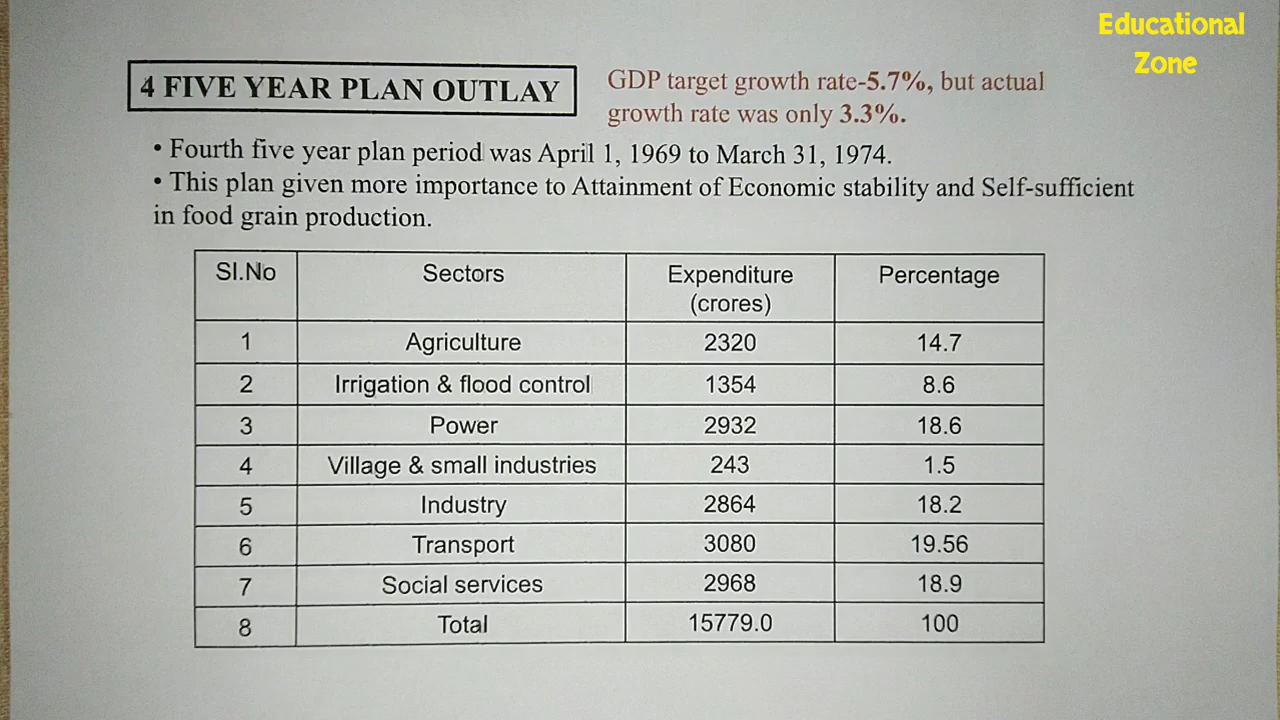 Educational
Zone
4 FIVE YEAR PLAN OUTLAY
GDP target growth rate-5.7%, but actual
growth rate was only 3.3%.
• Fourth five year plan period was April 1, 1969 to March 31, 1974.
• This plan given more importance to Attainment of Economic stability and Self-sufficient
in food grain production.
SI.No Sectors Expenditure (crores) Percentage
1 Agriculture 2320 14.7
2 Irrigation & flood control 1354 8.6
3 Power 2932 18.6
4 Village & small industries 243 1.5
5 Industry 2864 18.2
6 Transport 3080 19.56
7 Social services 2968 18.9
8 Total 15779.0 100